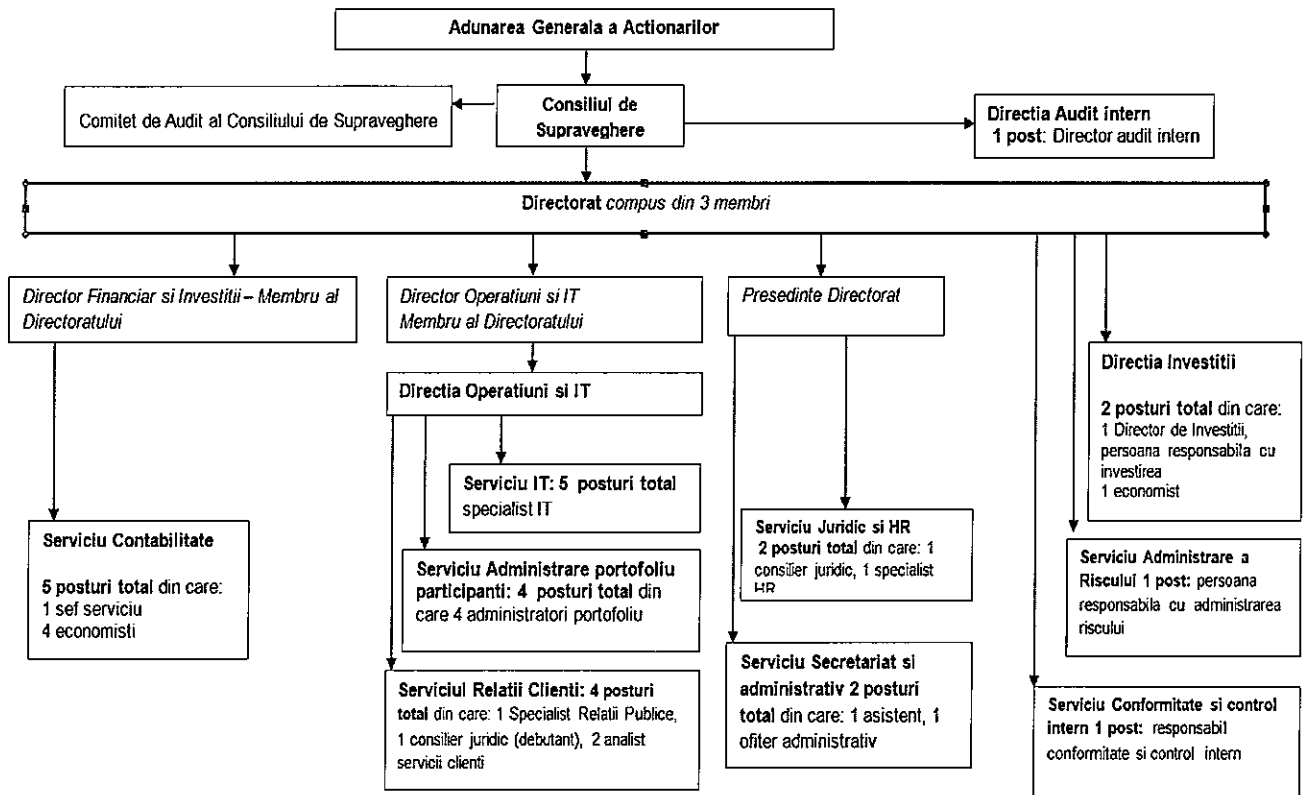 Adunarea Generala a Actionarilor
Comitet de Audit al Consiliului de Supraveghere
Consiliul de
Supraveghere
Directia Audit intern
1 post: Director audit intern
Directorat compus din 3 membri
Director Financiar si Investitii – Membru al
Directoratului
Director Operatiuni si IT
Membru al Directoratului
Presedinte Directorat
Directia Investitii
2 posturi total din care:
1 Director de Investitii,
persoana responsabila cu
investirea
1 economist
Directia Operatiuni si IT
Serviciu IT: 5 posturi total
specialist IT
Serviciu Contabilitate
5 posturi total din care:
1 sef serviciu
4 economisti
Serviciu Administrare portofoliu
participanti: 4 posturi total din
care 4 administratori portofoliu
Serviciu Juridic si HR
2 posturi total din care: 1
consilier juridic, 1 specialist
HR
Serviciu Administrare a
Riscului 1 post: persoana
responsabila cu administrarea
riscului
Serviciul Relatii Clienti: 4 posturi
total din care: 1 Specialist Relatii Publice,
1 consilier juridic (debutant), 2 analist
servicii clienti
Serviciu Secretariat si
administrativ 2 posturi
total din care: 1 asistent, 1
ofiter administrativ
Serviciu Conformitate si control
intern 1 post: responsabil
conformitate si control intern